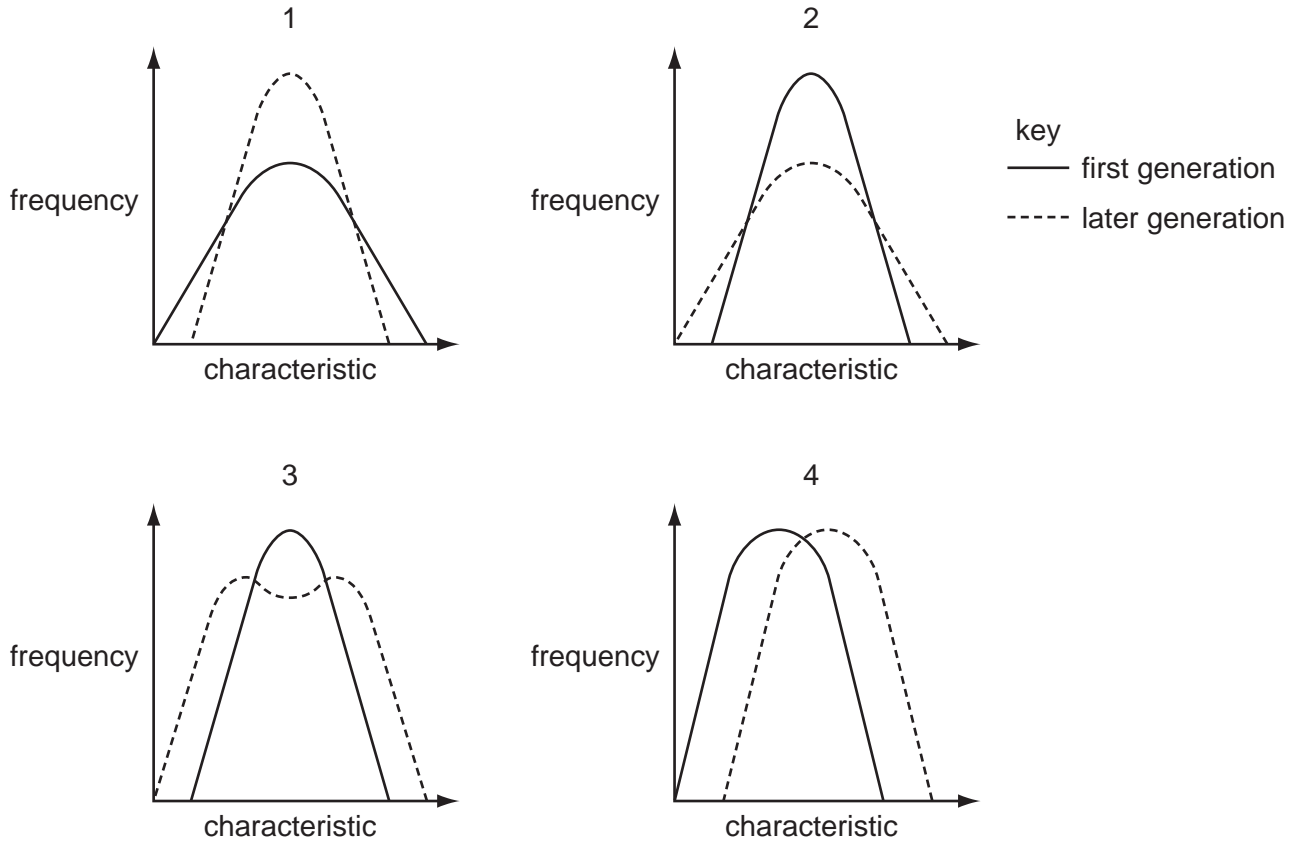 1
frequency
characteristic
2
frequency
characteristic
key
first generation
later generation
3
frequency
characteristic
4
frequency
characteristic